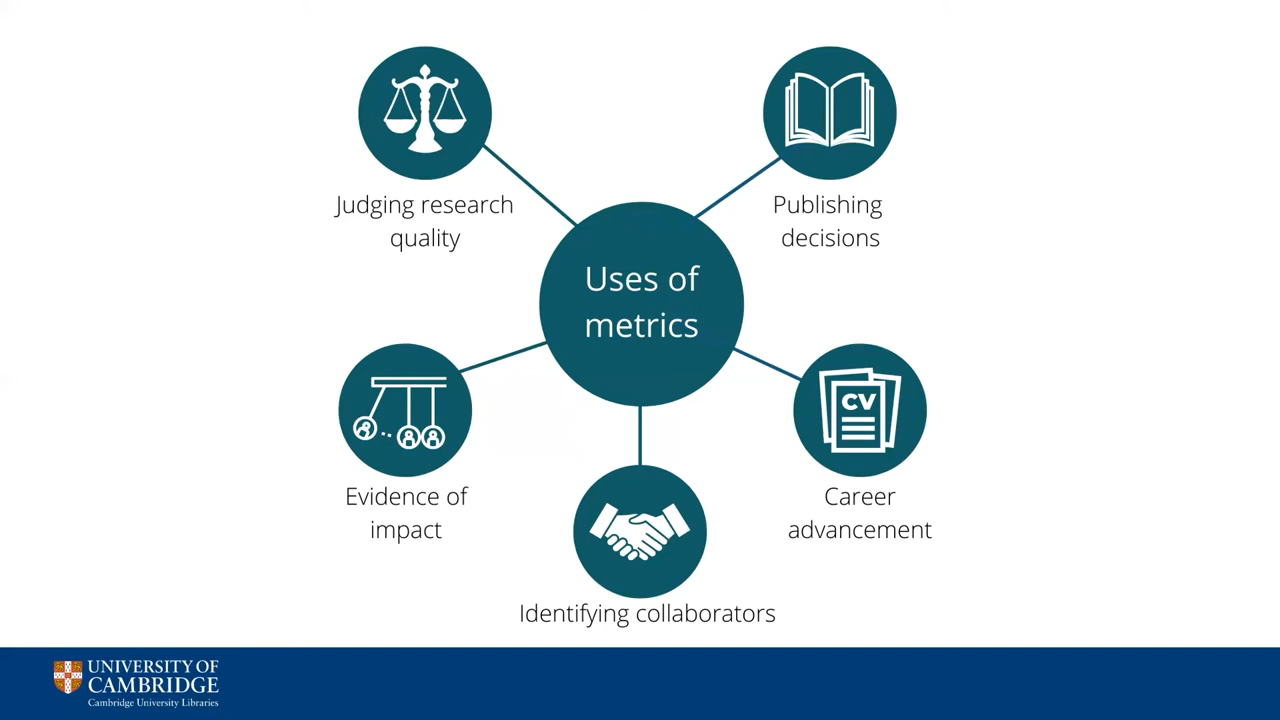 Judging research
quality
Publishing
decisions
Uses of
metrics
Evidence of
impact
CV
Career
advancement
Identifying collaborators
UNIVERSITY OF
CAMBRIDGE
Cambridge University Libraries